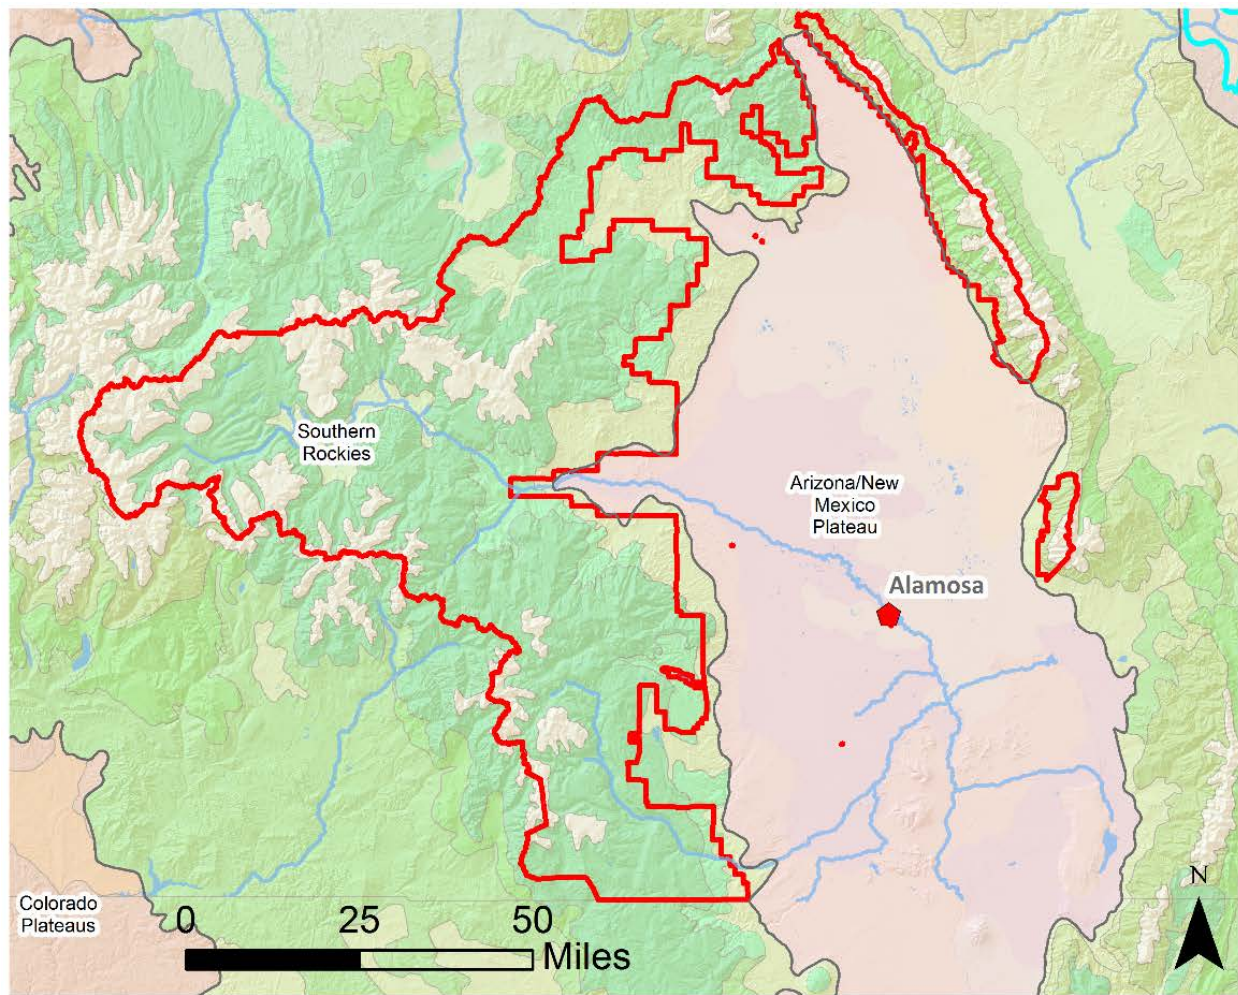 Southern
Rockies
Arizona/New
Mexico
Plateau
Alamosa
Colorado
Plateaus
0 25 50
Miles
N